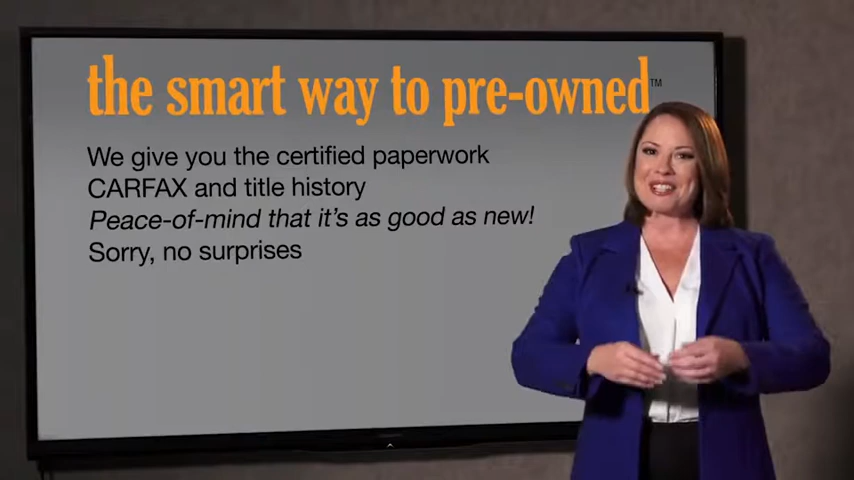 the smart way to pre-owned™
We give you the certified paperwork
CARFAX and title history
Peace-of-mind that it's as good as new!
Sorry, no surprises